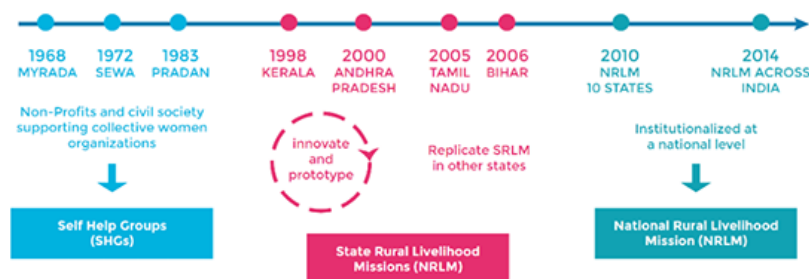 1968
MYRADA
1972
SEWA
1983
PRADAN
1998
KERALA
2000
ANDHRA
PRADESH
2005
TAMIL
NADU
2006
BIHAR
2010
NRLM
10 STATES
2014
NRLM ACROSS
INDIA
Non-Profits and civil society
supporting collective women
organizations
innovate
and
prototype
Replicate SRLM
in other states
Institutionalized at
a national level
Self Help Groups
(SHGs)
State Rural Livelihood
Missions (NRLM)
National Rural Livelihood
Mission (NRLM)